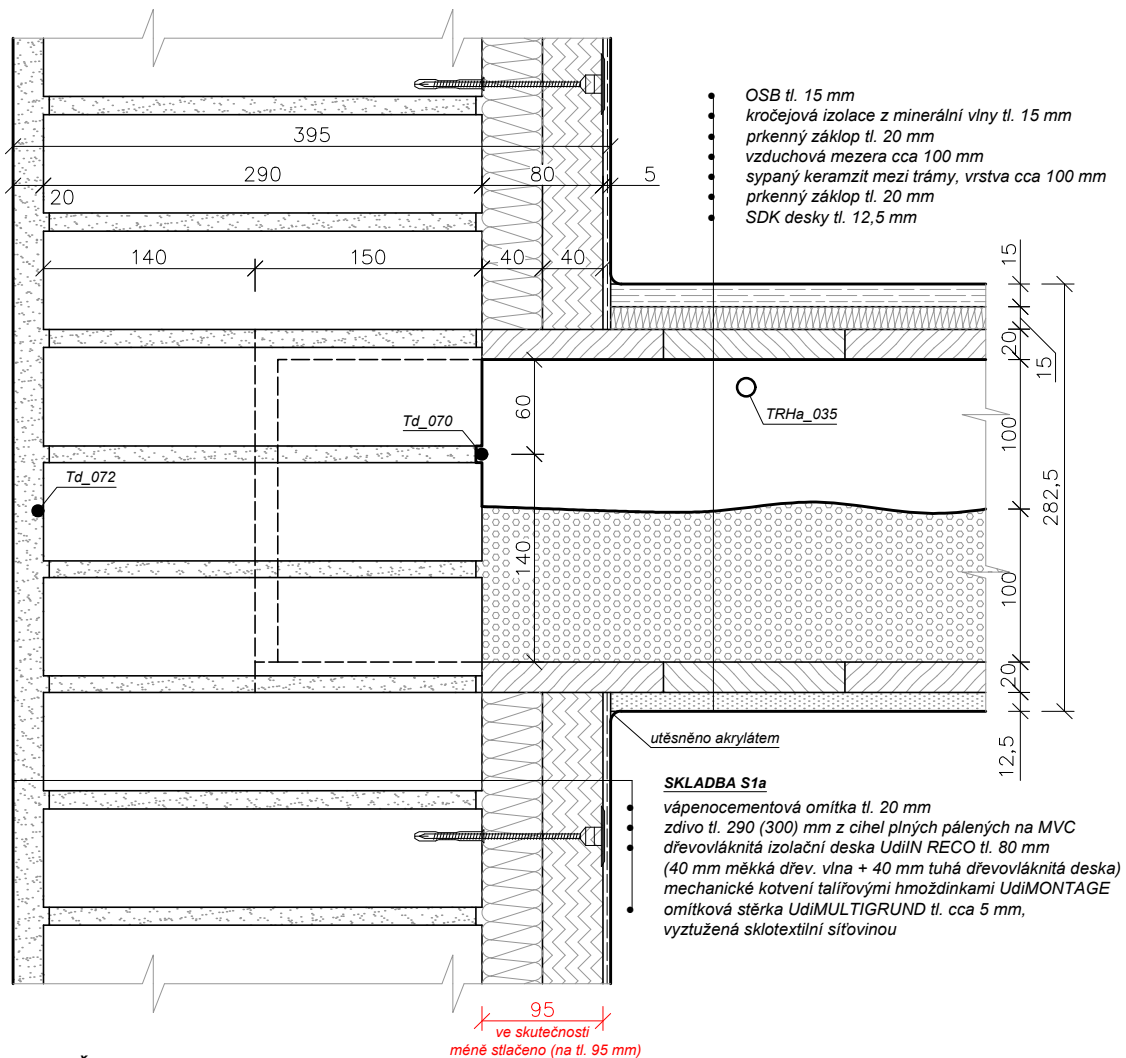 OSB tl. 15 mm
kročejová izolace z minerální vlny tl. 15 mm
prkenný záklop tl. 20 mm
vzduchová mezera cca 100 mm
sypaný keramzit mezi trámy, vrstva cca 100 mm
prkenný záklop tl. 20 mm
SDK desky tl. 12,5 mm
395
290
80
5
20
140
150
40
40
15
20
15
60
TRHa_035
100
Td_070
282,5
Td_072
140
100
20
utěsněno akrylátem
12,5
SKLADBA S1a
vápenocementová omítka tl. 20 mm
zdivo tl. 290 (300) mm z cihel plných pálených na MVC
dřevovláknitá izolační deska UdiIN RECO tl. 80 mm
(40 mm měkká dřev. vlna + 40 mm tuhá dřevovláknitá deska)
mechanické kotvení talířovými hmoždinkami UdiMONTAGE
omítková stěrka UdiMULTIGRUND tl. cca 5 mm,
vyztužená sklotextilní síťovinou
95
ve skutečnosti
méně stlačeno (na tl. 95 mm)